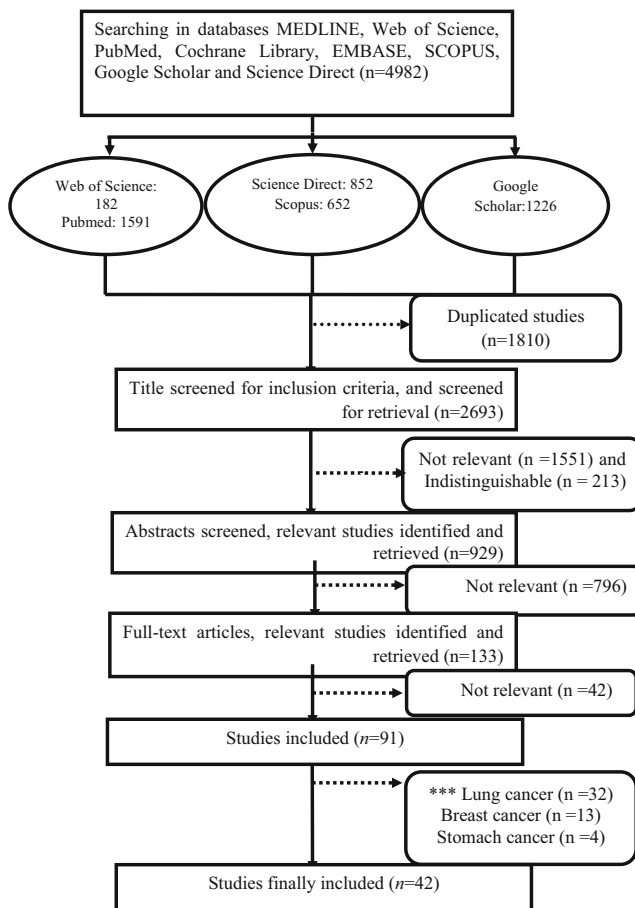 Searching in databases MEDLINE, Web of Science,
PubMed, Cochrane Library, EMBASE, SCOPUS,
Google Scholar and Science Direct (n=4982)
Web of Science:
182
Pubmed: 1591
Science Direct: 852
Scopus: 652
Google
Scholar:1226
Duplicated studies
(n=1810)
Title screened for inclusion criteria, and screened
for retrieval (n=2693)
Not relevant (n =1551) and
Indistinguishable (n = 213)
Abstracts screened, relevant studies identified and
retrieved (n=929)
Not relevant (n =796)
Full-text articles, relevant studies identified and
retrieved (n=133)
Not relevant (n =42)
Studies included (n=91)
*** Lung cancer (n =32)
Breast cancer (n =13)
Stomach cancer (n =4)
Studies finally included (n=42)